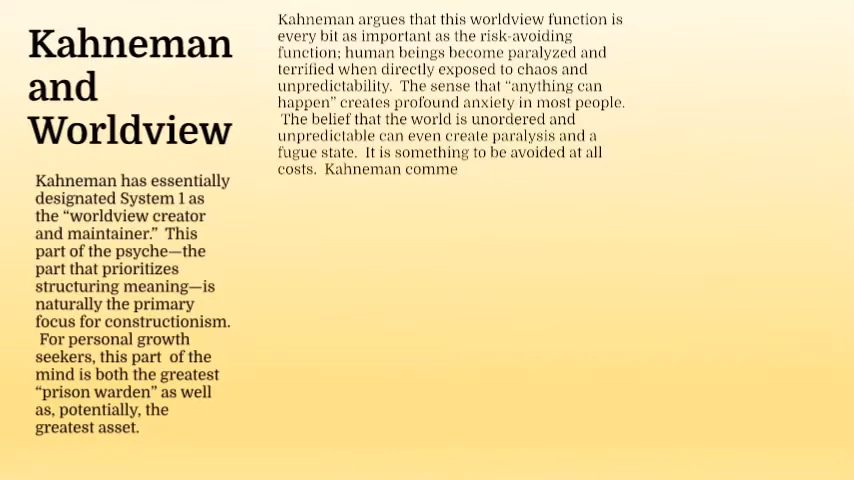 Kahneman
and
Worldview
Kahneman has essentially
designated System 1 as
the “worldview creator
and maintainer.”  This
part of the psyche—the
part that prioritizes
structuring meaning—is
naturally the primary
focus for constructionism.
For personal growth
seekers, this part  of the
mind is both the greatest
“prison warden” as well
as, potentially, the
greatest asset.
Kahneman argues that this worldview function is
every bit as important as the risk-avoiding
function; human beings become paralyzed and
terrified when directly exposed to chaos and
unpredictability.  The sense that “anything can
happen” creates profound anxiety in most people.
The belief that the world is unordered and
unpredictable can even create paralysis and a
fugue state.  It is something to be avoided at all
costs.  Kahneman comme